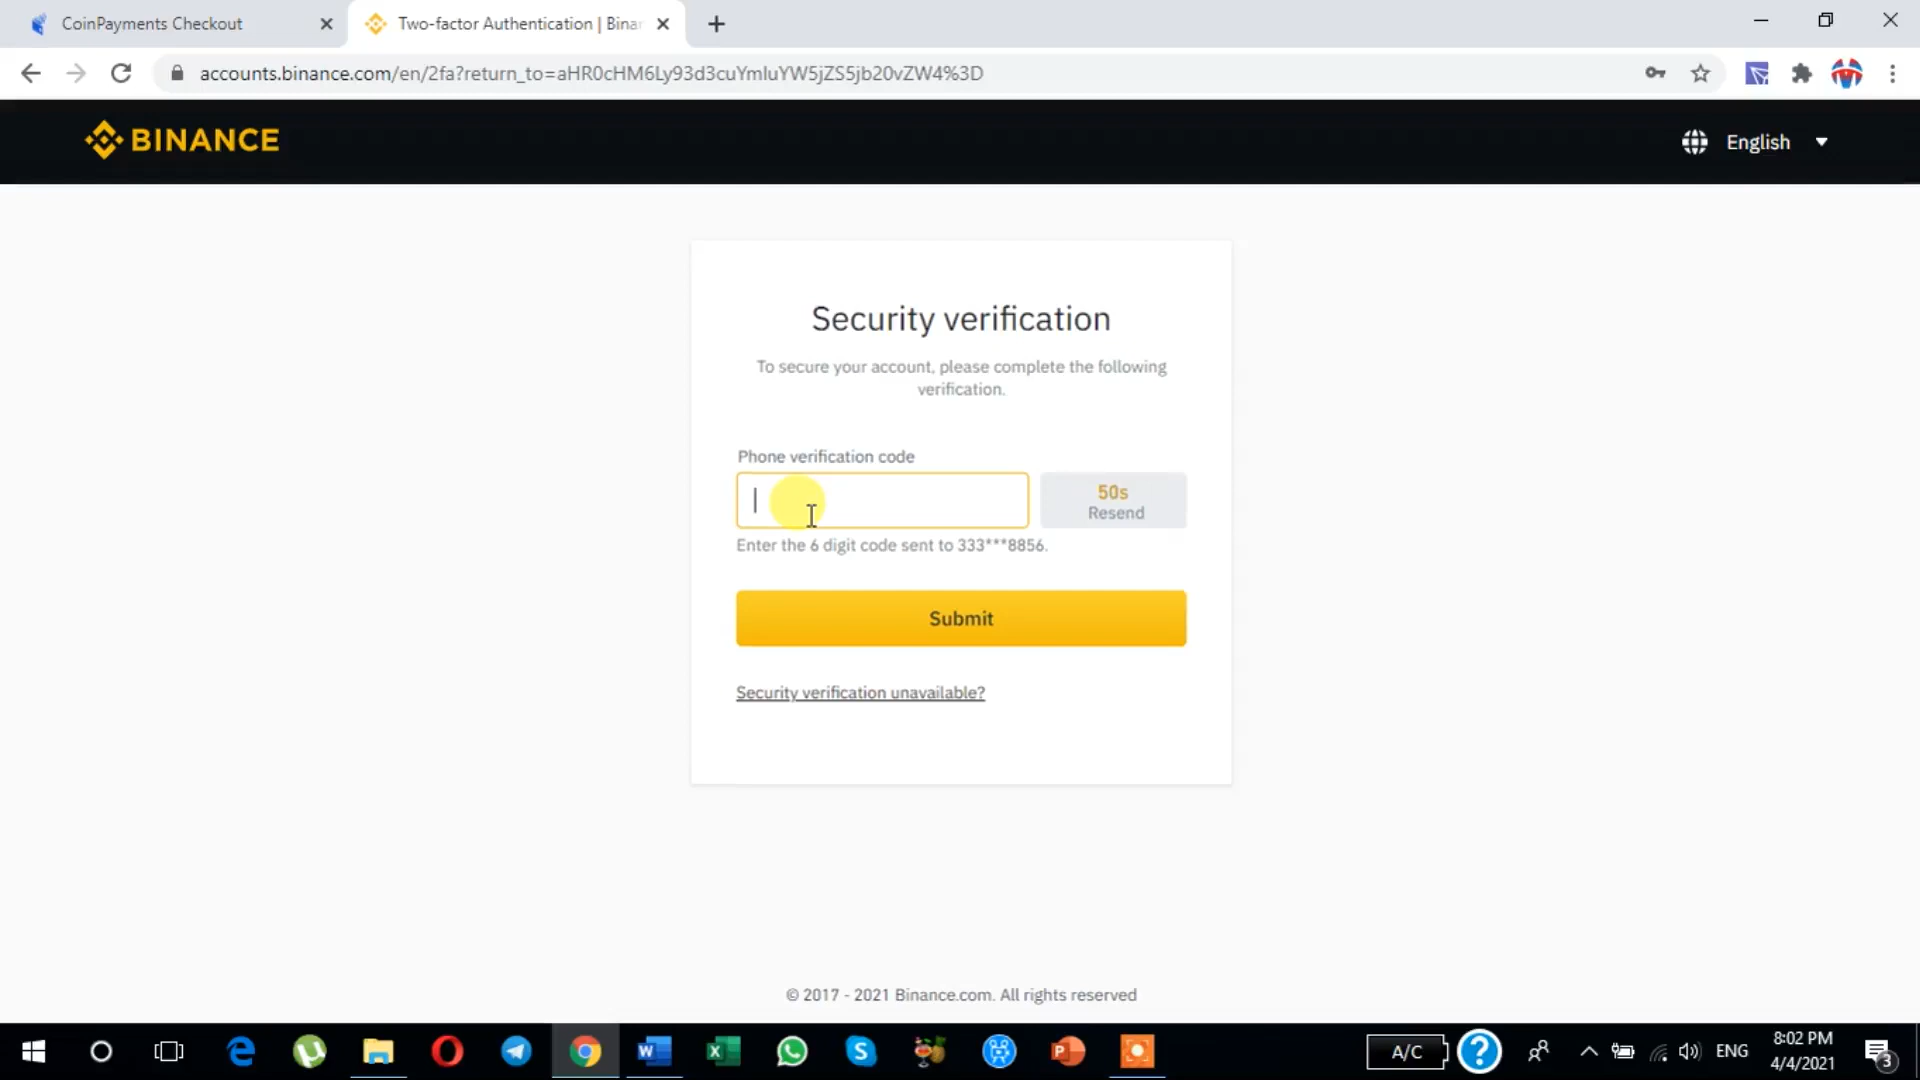 CoinPayments Checkout
Two-factor Authentication | Binan
accounts.binance.com/en/2fa?return_to=aHR0cHM6Ly93d3cuYmluYW5jZS5jb20vZW4%3D
BINANCE
English
Security verification
To secure your account, please complete the following
verification.
Phone verification code
50s
Resend
Enter the 6 digit code sent to 333***8856.
Submit
Security verification unavailable?
© 2017 - 2021 Binance.com. All rights reserved
A/C
ENG
8:02 PM
4/4/2021
3